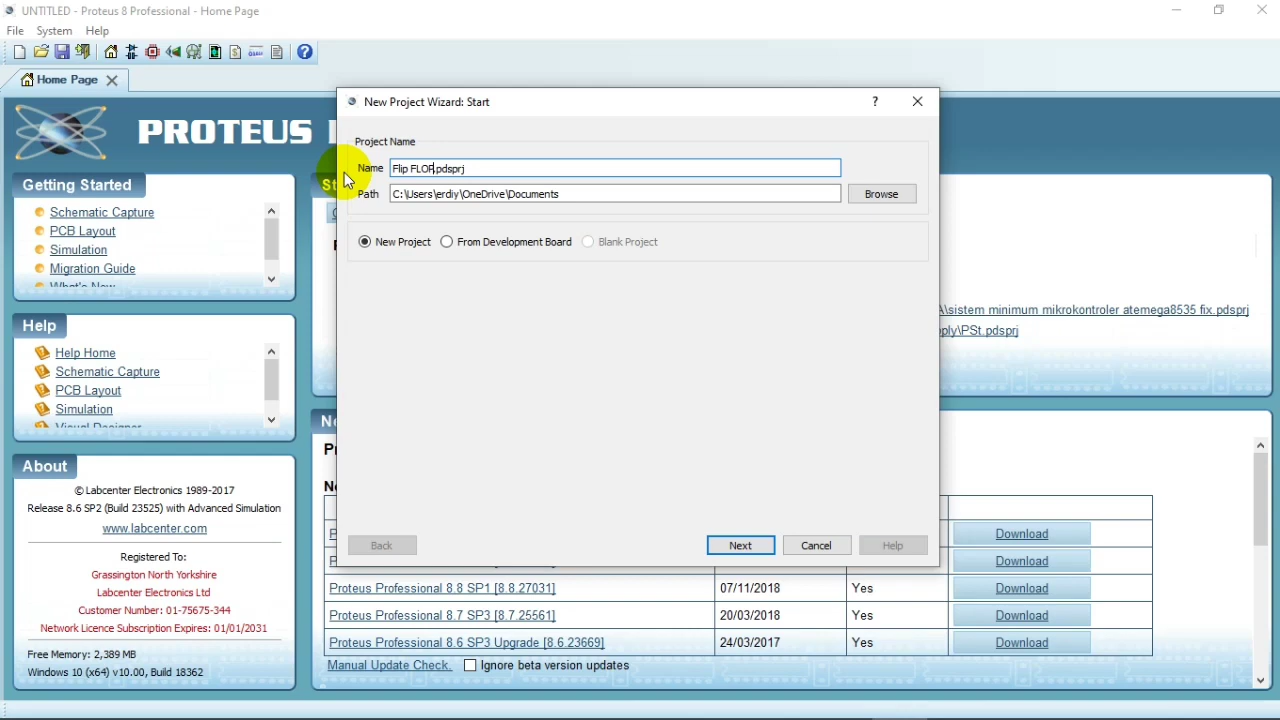 UNTITLED - Proteus 8 Professional - Home Page
File System Help
Home Page
New Project Wizard: Start
PROTEUS
Project Name
Name Flip FLOP.pdsprj
Path C:\Users\erdiy\OneDrive\Documents
Browse
New Project From Development Board Blank Project
Back Next Cancel Help
Getting Started
Schematic Capture
PCB Layout
Simulation
Migration Guide
What's New
Help
Help Home
Schematic Capture
PCB Layout
Simulation
Visual Designer
About
© Labcenter Electronics 1989-2017
Release 8.6 SP2 (Build 23525) with Advanced Simulation
www.labcenter.com
Registered To:
Grassington North Yorkshire
Labcenter Electronics Ltd
Customer Number: 01-75675-344
Network Licence Subscription Expires: 01/01/2031
Free Memory: 2,389 MB
Windows 10 (x64) v10.00, Build 18362
\sistem minimum mikrokontroler atemega8535 fix.pdsprj
\PSt.pdsprj
Download
Download
Proteus Professional 8.8 SP1 [8.8.27031] 07/11/2018 Yes Download
Proteus Professional 8.7 SP3 [8.7.25561] 20/03/2018 Yes Download
Proteus Professional 8.6 SP3 Upgrade [8.6.23669] 24/03/2017 Yes Download
Manual Update Check. Ignore beta version updates